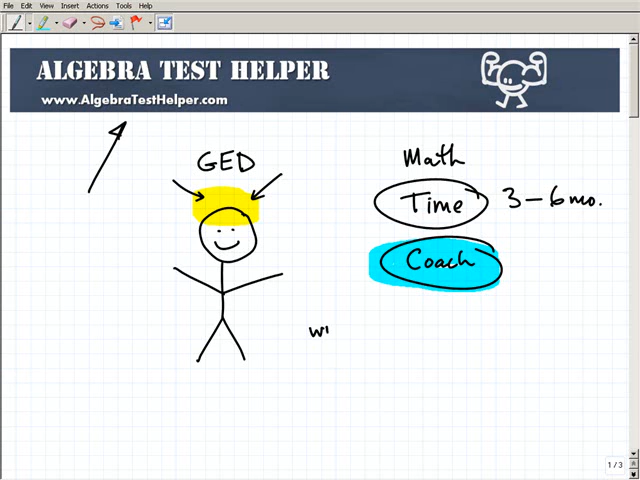 File Edit View Insert Actions Tools Help
ALGEBRA TEST HELPER
www.AlgebraTestHelper.com
GED
Math
Time 3 – 6 mo.
Coach
1 / 3